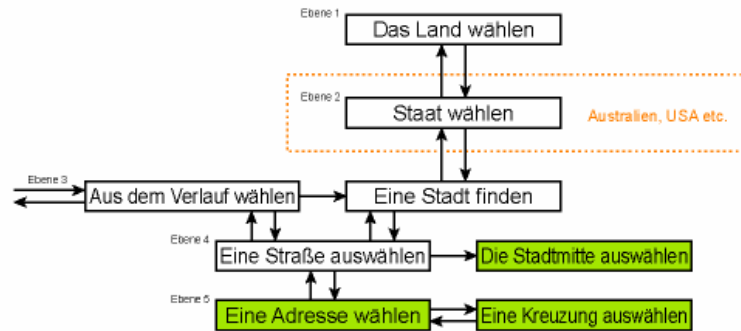 Ebene 1
Das Land wählen
Ebene 2
Staat wählen
Australien, USA etc.
Ebene 3
Aus dem Verlauf wählen
Eine Stadt finden
Ebene 4
Eine Straße auswählen
Die Stadtmitte auswählen
Ebene 5
Eine Adresse wählen
Eine Kreuzung auswählen